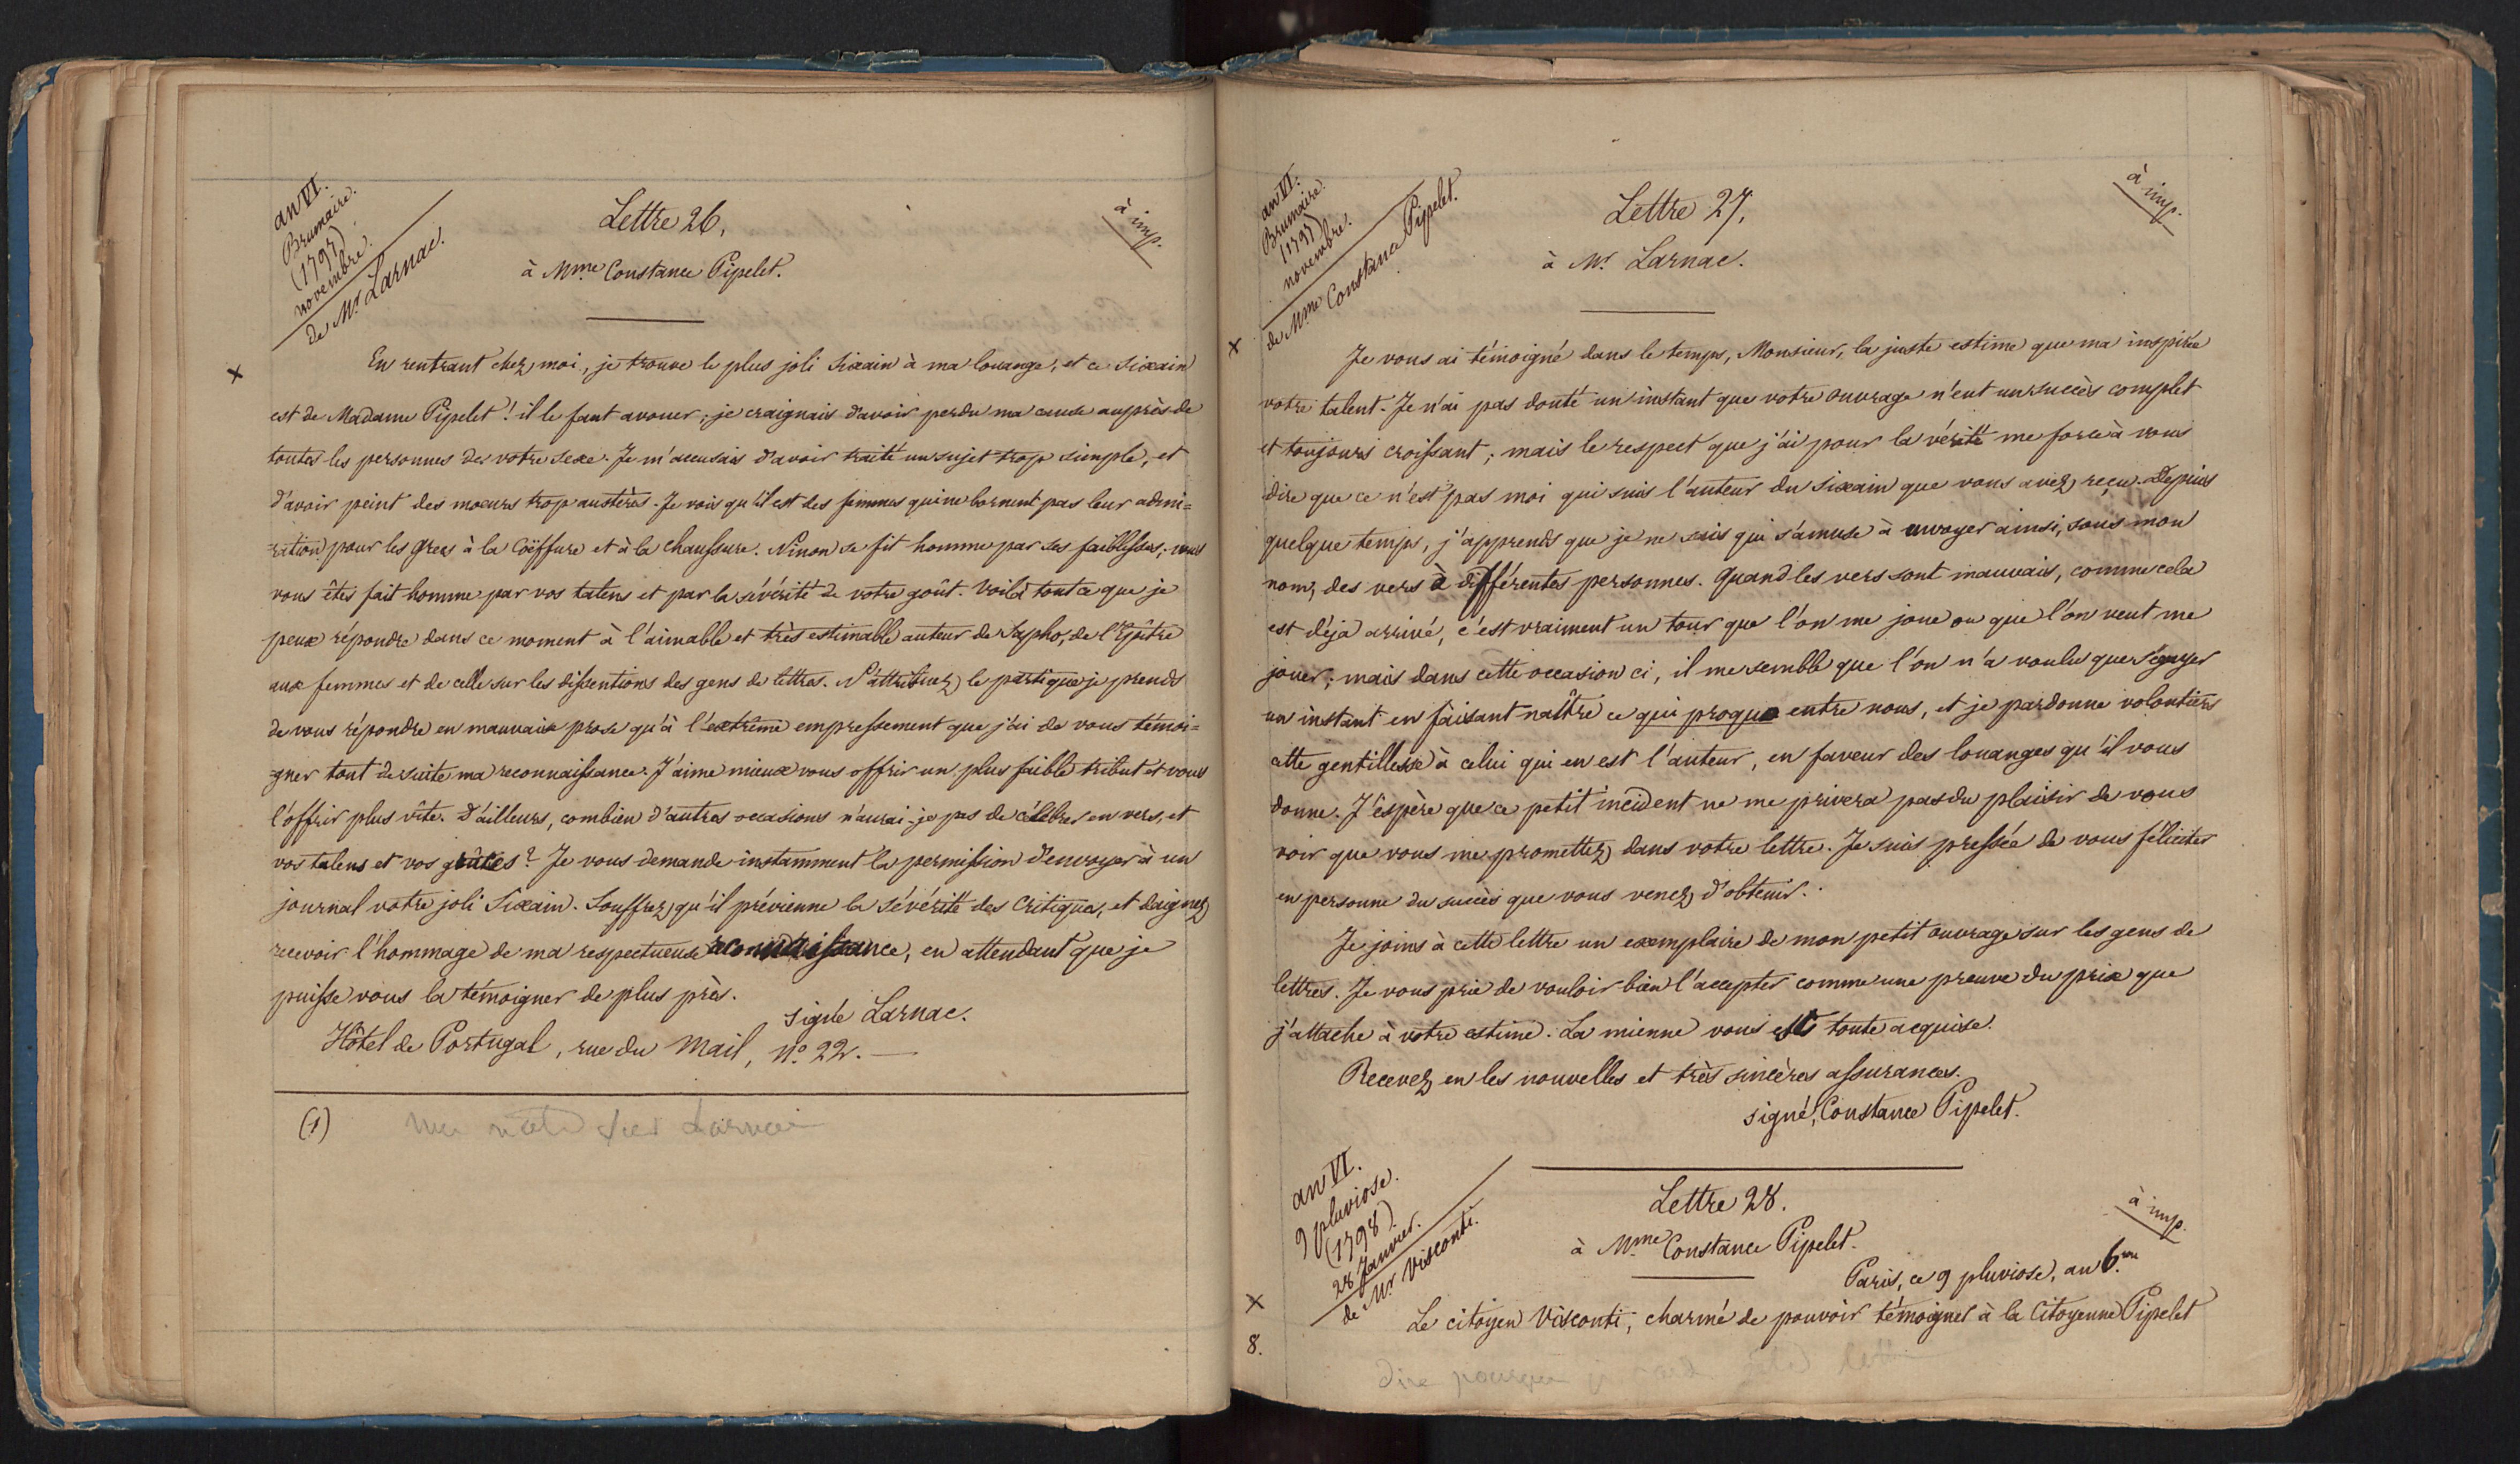 an VI.
Brumaire.
(1797)
novembre.
de Mr Larnac.
Lettre 26,
à imp.
à Mme Constance Pipelet.
x
En rentrant chez moi, je trouve le plus joli Sixain à ma louange, et ce Sixain
est de Madame Pipelet! il le faut avouer; je craignais d'avoir perdu ma cause auprès de
toutes les personnes de votre sexe. Je m'accusais d'avoir traité un sujet trop simple, et
d'avoir peint des mœurs trop austères. Je vois qu'il est des femmes qui ne bornent pas leur admi=
=ration pour les grecs à la Coëffure et à la chaussure. Ninon se fit homme par ses faiblesses; vous
vous êtes fait homme par vos talens et par la sévérité de votre goût. Voilà tout ce que je
peux répondre dans ce moment à l'aimable et très estimable auteur de Sapho, de l'Epître
aux femmes et de celle sur les dissentions des gens de lettres. N'attribuez le parti que je prends
de vous répondre en mauvaise prose qu'à l'extrême empressement que j'ai de vous témoi=
=gner tout de suite ma reconnaissance. J'aime mieux vous offrir un plus faible tribut et vous
l'offrir plus vîte. D'ailleurs, combien d'autres occasions n'aurai-je pas de célébrer en vers, et
vos talens et vos grâces? Je vous demande instamment la permission d'envoyer à un
journal votre joli Sixain. Souffrez qu'il prévienne la sévérité des Critiques, et daignez
recevoir l'hommage de ma respectueuse reconnaissance, en attendant que je
puisse vous la témoigner de plus près.
signé Larnac.
Hôtel de Portugal, rue du Mail, No. 22.
(1) une note sur Larnac
an VI.
Brumaire.
(1797)
novembre.
de Mme Constance Pipelet.
Lettre 27,
à imp.
à Mr. Larnac.
x
Je vous ai témoigné dans le temps, Monsieur, la juste estime que ma inspirée
votre talent. Je n'ai pas douté un instant que votre ouvrage n'eut un succès complet
et toujours croissant; mais le respect que j'ai pour la vérité me force à vous
dire que ce n'est pas moi qui suis l'auteur du Sixain que vous avez reçu. Depuis
quelque temps, j'apprends que je ne sais qui s'amuse à envoyer ainsi, sous mon
nom, des vers à différentes personnes. Quand les vers sont mauvais, comme cela
est déja arrivé, c'est vraiment un tour que l'on me joue ou que l'on veut me
jouer; mais dans cette occasion ci, il me semble que l'on n'a voulu que s'égayer
un instant en faisant naître ce qui proquo entre nous, et je pardonne volontiers
cette gentillesse à celui qui en est l'auteur, en faveur des louanges qu'il vous
donne. J'espère que ce petit incident ne me privera pas du plaisir de vous
voir que vous me promettez dans votre lettre. Je suis pressée de vous féliciter
en personne du succès que vous venez d'obtenir.
Je joins à cette lettre un exemplaire de mon petit ouvrage sur les gens de
lettres. Je vous prie de vouloir bien l'accepter comme une preuve du prix que
j'attache à votre estime. La mienne vous est toute acquise.
Recevez en les nouvelles et très sincères assurances.
signé, Constance Pipelet.
an VI.
9 pluviose.
(1798)
28 Janvier.
de Mr Visconti.
Lettre 28.
à imp.
à Mme Constance Pipelet.
Paris, ce 9 pluviose, an 6.me
x
Le citoyen Visconti, charmé de pouvoir témoigner à la Citoyenne Pipelet
8.
Dire pourquoi